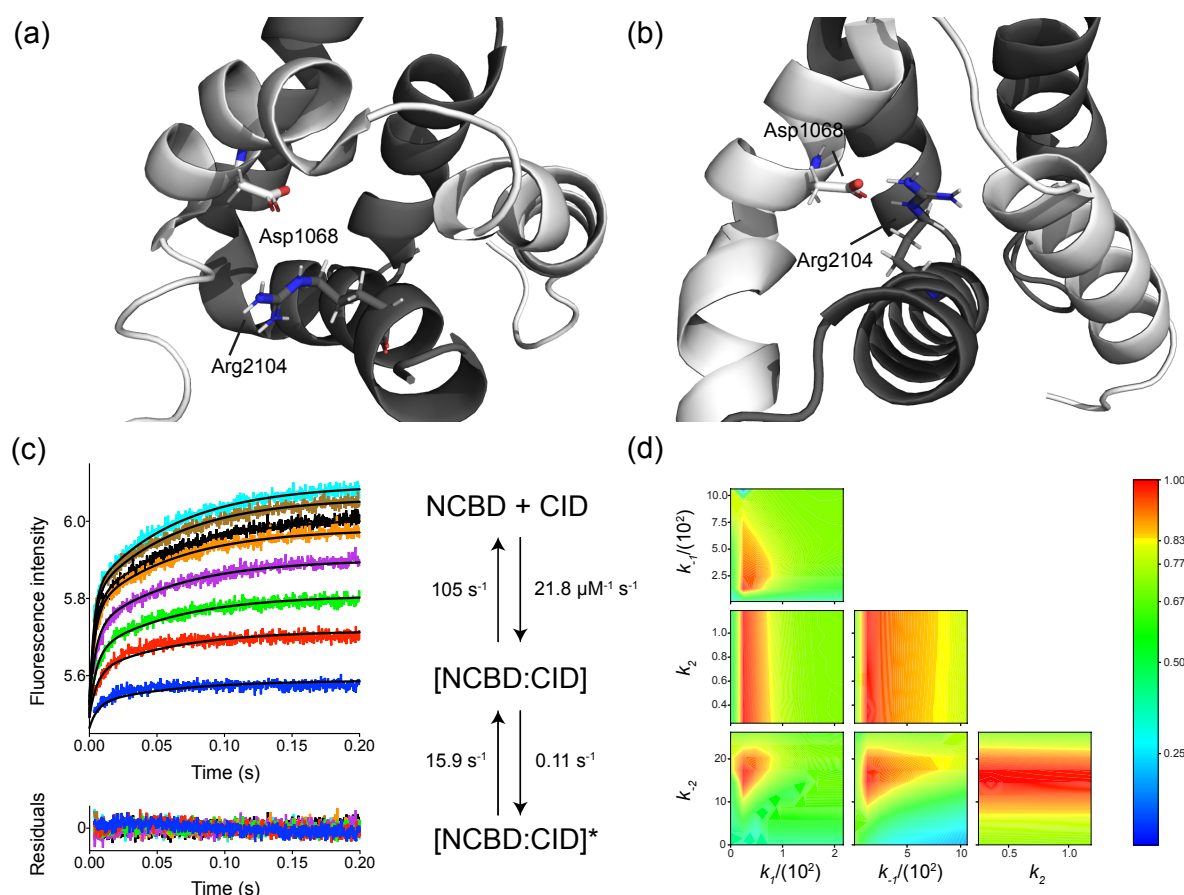 (a)
Asp1068
Arg2104
(b)
Asp1068
Arg2104
(c)
Fluorescence intensity
6.0
5.8
5.6
0.00 0.05 0.10 0.15 0.20
Time (s)
Residuals
0
0.00 0.05 0.10 0.15 0.20
Time (s)
NCBD + CID
105 s⁻¹ 21.8 µM⁻¹ s⁻¹
[NCBD:CID]
15.9 s⁻¹ 0.11 s⁻¹
[NCBD:CID]*
(d)
k₋₁/(10²)
10.0
7.5
5.0
2.5
k₂
1.0
0.8
0.6
0.4
k₋₂
20
10
0
0 1 2
k₁/(10²)
5 10
k₋₁/(10²)
0.5 1.0
k₂
1.00
0.83
0.75
0.67
0.50
0.25